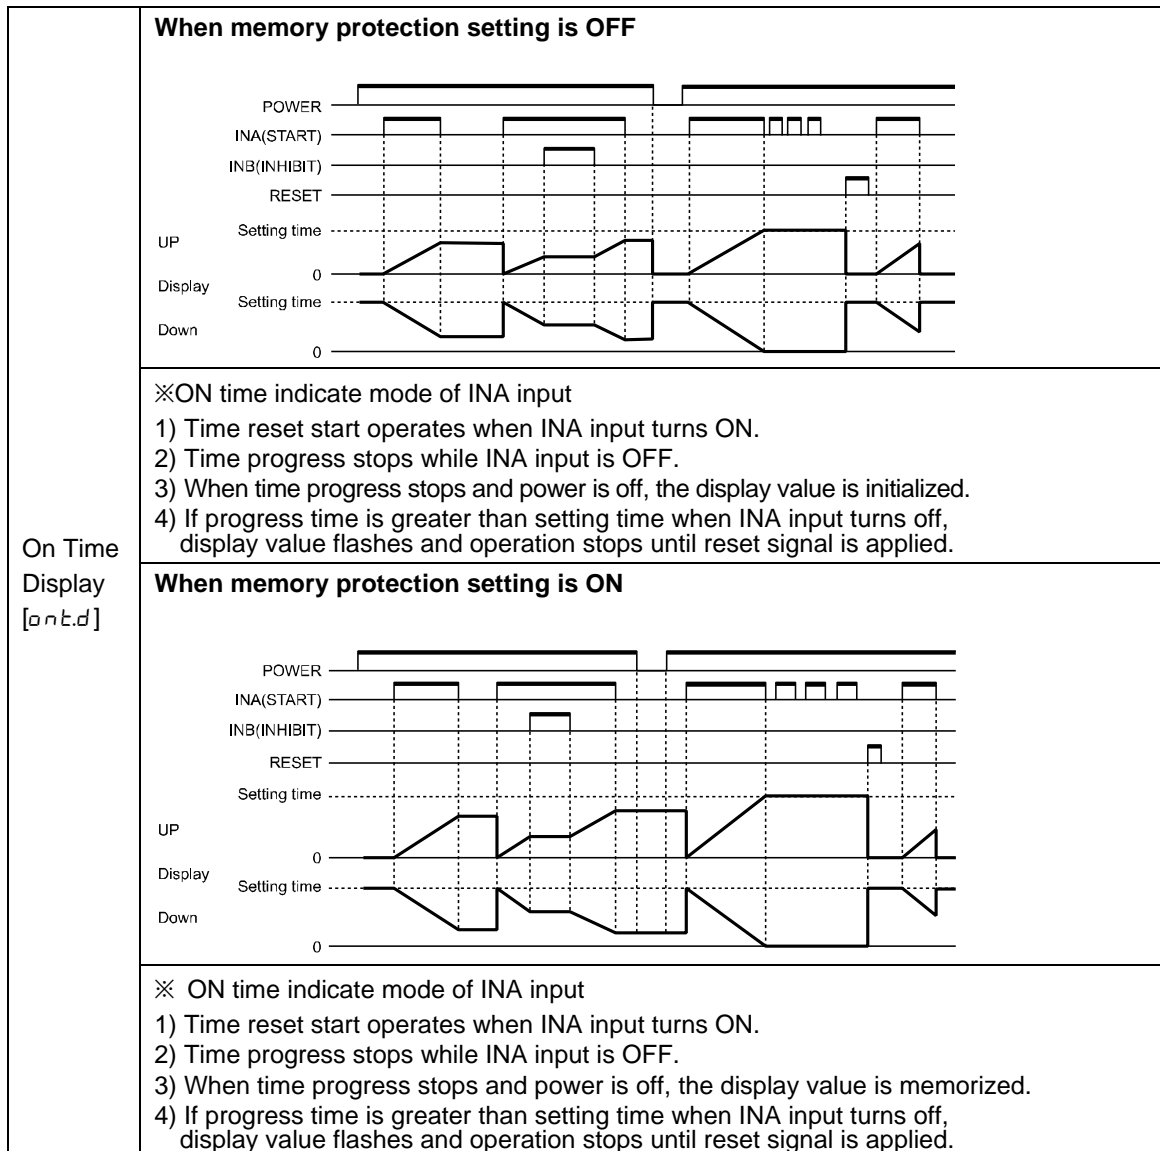 When memory protection setting is OFF
POWER
INA(START)
INB(INHIBIT)
RESET
Setting time
UP
0
Display
Setting time
Down
0
※ON time indicate mode of INA input
1) Time reset start operates when INA input turns ON.
2) Time progress stops while INA input is OFF.
3) When time progress stops and power is off, the display value is initialized.
4) If progress time is greater than setting time when INA input turns off,
display value flashes and operation stops until reset signal is applied.
On Time
Display
[ont.d]
When memory protection setting is ON
POWER
INA(START)
INB(INHIBIT)
RESET
Setting time
UP
0
Display
Setting time
Down
0
※ ON time indicate mode of INA input
1) Time reset start operates when INA input turns ON.
2) Time progress stops while INA input is OFF.
3) When time progress stops and power is off, the display value is memorized.
4) If progress time is greater than setting time when INA input turns off,
display value flashes and operation stops until reset signal is applied.